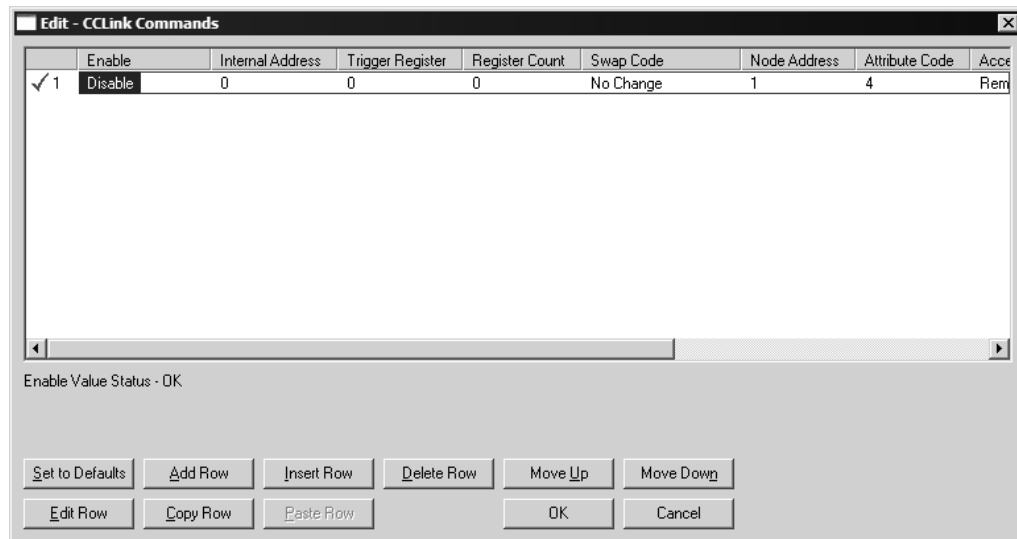 Edit - CCLink Commands
Enable Internal Address Trigger Register Register Count Swap Code Node Address Attribute Code Acce
1 Disable 0 0 0 No Change 1 4 Rem
Enable Value Status - OK
Set to Defaults Add Row Insert Row Delete Row Move Up Move Down
Edit Row Copy Row Paste Row OK Cancel